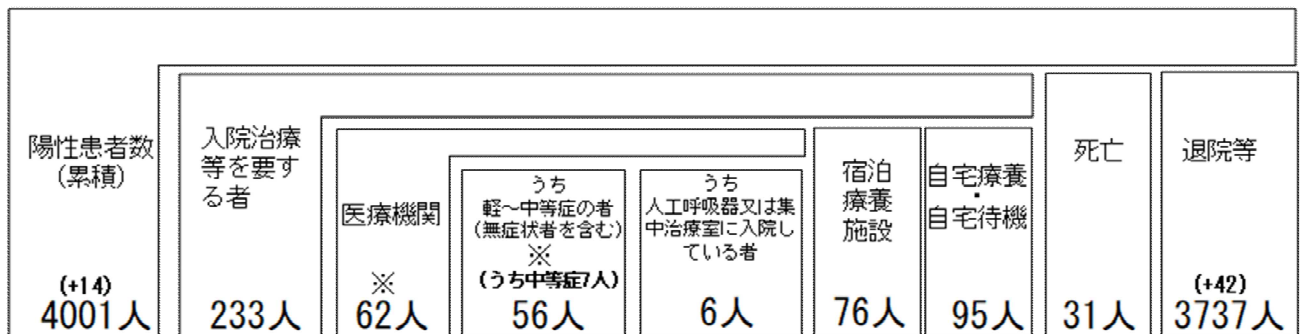 陽性患者数
(累積)
(+14)
4001人
入院治療
等を要す
る者
233人
医療機関
※
62人
うち
軽～中等症の者
(無症状者を含む)
※
(うち中等症7人)
56人
うち
人工呼吸器又は集
中治療室に入院し
ている者
6人
宿泊
療養
施設
76人
自宅療養
・
自宅待機
95人
死亡
31人
退院等
(+42)
3737人